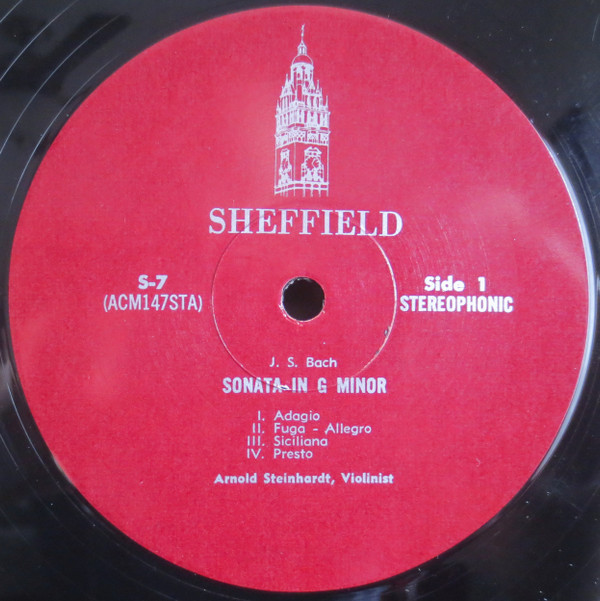 SHEFFIELD
S-7
(ACM147STA)
Side 1
STEREOPHONIC
J. S. Bach
SONATA IN G MINOR
I. Adagio
II. Fuga - Allegro
III. Siciliana
IV. Presto
Arnold Steinhardt, Violinist